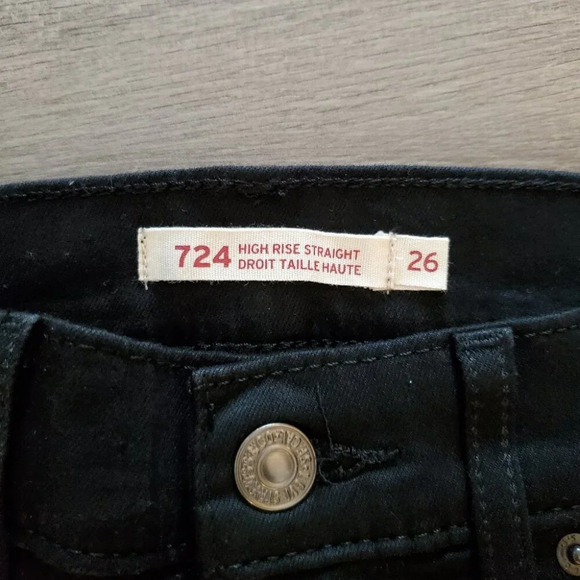 724 HIGH RISE STRAIGHT
DROIT TAILLE HAUTE
26